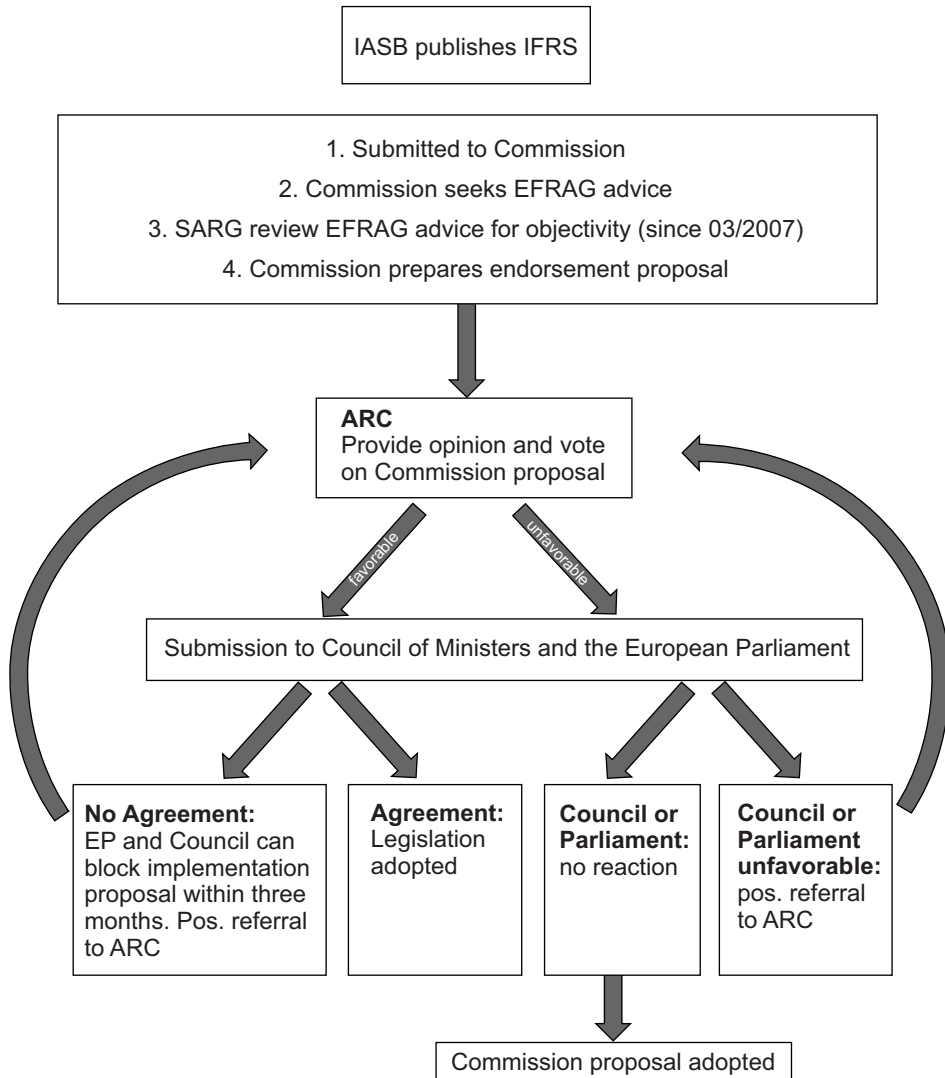 IASB publishes IFRS
1. Submitted to Commission
2. Commission seeks EFRAG advice
3. SARG review EFRAG advice for objectivity (since 03/2007)
4. Commission prepares endorsement proposal
ARC
Provide opinion and vote
on Commission proposal
favorable
unfavorable
Submission to Council of Ministers and the European Parliament
No Agreement:
EP and Council can
block implementation
proposal within three
months. Pos. referral
to ARC
Agreement:
Legislation
adopted
Council or
Parliament:
no reaction
Council or
Parliament
unfavorable:
pos. referral
to ARC
Commission proposal adopted